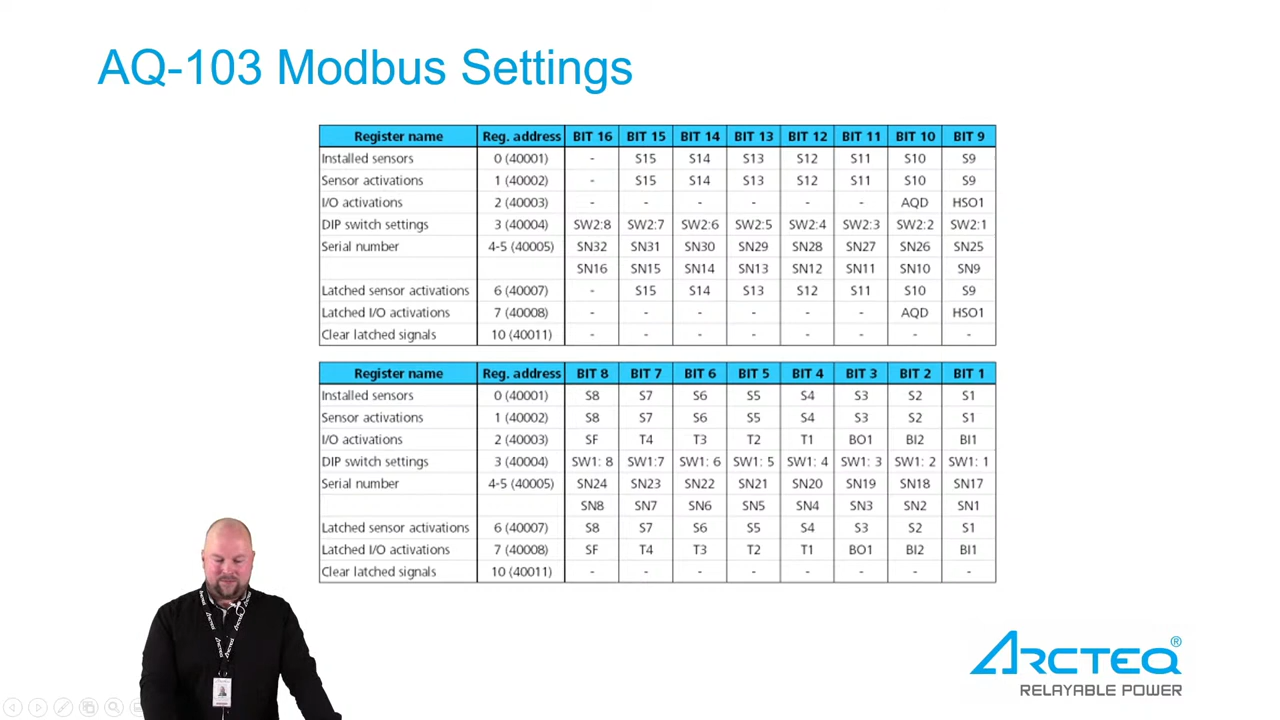 AQ-103 Modbus Settings
Register name Reg. address BIT 16 BIT 15 BIT 14 BIT 13 BIT 12 BIT 11 BIT 10 BIT 9
Installed sensors 0 (40001) - S15 S14 S13 S12 S11 S10 S9
Sensor activations 1 (40002) - S15 S14 S13 S12 S11 S10 S9
I/O activations 2 (40003) - - - - - - AQD HSO1
DIP switch settings 3 (40004) SW2:8 SW2:7 SW2:6 SW2:5 SW2:4 SW2:3 SW2:2 SW2:1
Serial number 4-5 (40005) SN32 SN31 SN30 SN29 SN28 SN27 SN26 SN25
SN16 SN15 SN14 SN13 SN12 SN11 SN10 SN9
Latched sensor activations 6 (40007) - S15 S14 S13 S12 S11 S10 S9
Latched I/O activations 7 (40008) - - - - - - AQD HSO1
Clear latched signals 10 (40011) - - - - - - - -
Register name Reg. address BIT 8 BIT 7 BIT 6 BIT 5 BIT 4 BIT 3 BIT 2 BIT 1
Installed sensors 0 (40001) S8 S7 S6 S5 S4 S3 S2 S1
Sensor activations 1 (40002) S8 S7 S6 S5 S4 S3 S2 S1
I/O activations 2 (40003) SF T4 T3 T2 T1 BO1 BI2 BI1
DIP switch settings 3 (40004) SW1: 8 SW1:7 SW1: 6 SW1: 5 SW1: 4 SW1: 3 SW1: 2 SW1: 1
Serial number 4-5 (40005) SN24 SN23 SN22 SN21 SN20 SN19 SN18 SN17
SN8 SN7 SN6 SN5 SN4 SN3 SN2 SN1
Latched sensor activations 6 (40007) S8 S7 S6 S5 S4 S3 S2 S1
Latched I/O activations 7 (40008) SF T4 T3 T2 T1 BO1 BI2 BI1
Clear latched signals 10 (40011) - - - - - - - -
ARCTEQ®
RELAYABLE POWER